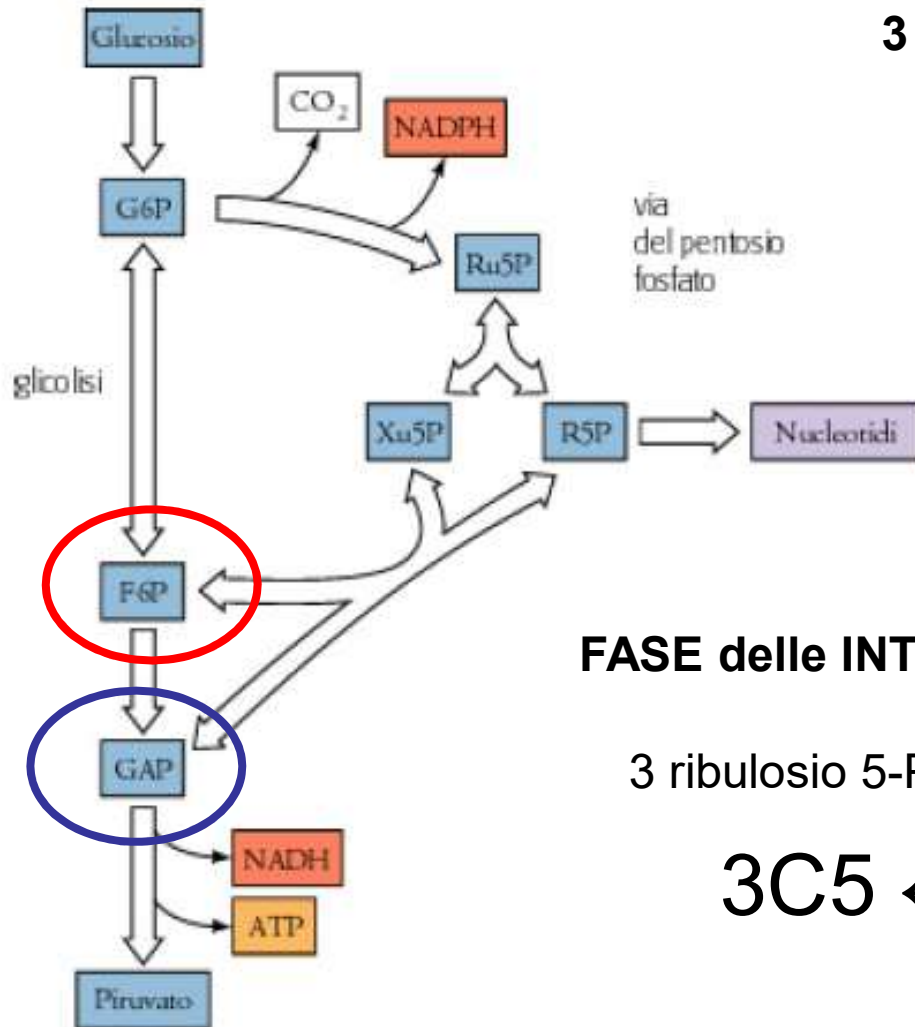 Glucosio
3
CO2
NADPH
G6P
via
del pentosio
fosfato
Ru5P
glicolisi
Xu5P
R5P
Nucleotidi
F6P
FASE delle INT
GAP
3 ribulosio 5-P
3C5
NADH
ATP
Piruvato